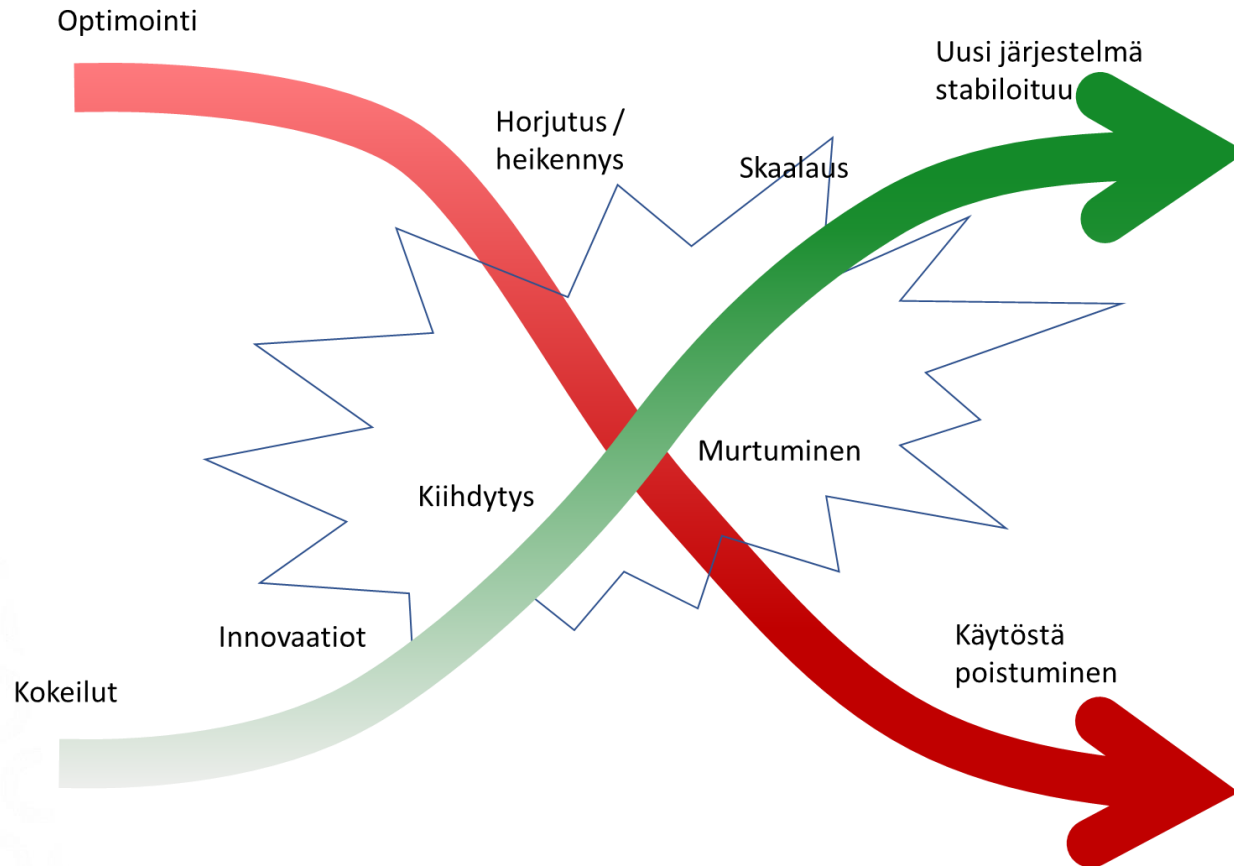 Optimointi
Uusi järjestelmä
stabiloituu
Horjutus /
heikennys
Skaalaus
Murtuminen
Kiihdytys
Innovaatiot
Käytöstä
poistuminen
Kokeilut